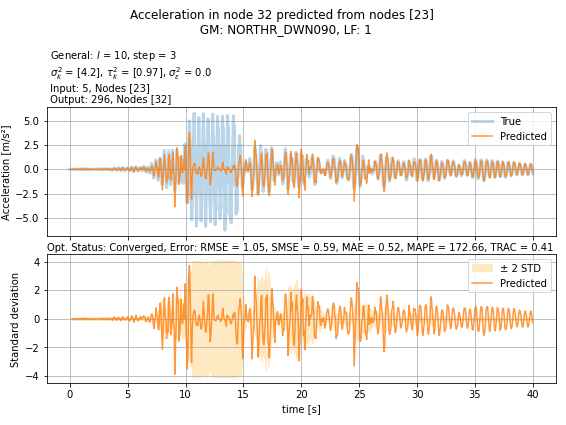 Acceleration in node 32 predicted from nodes [23]
GM: NORTHR_DWN090, LF: 1
General: l = 10, step = 3
σ²ₖ = [4.2], τ²ₖ = [0.97], σ²ε = 0.0
Input: 5, Nodes [23]
Output: 296, Nodes [32]
Acceleration [m/s²]
5.0
2.5
0.0
−2.5
−5.0
True
Predicted
Opt. Status: Converged, Error: RMSE = 1.05, SMSE = 0.59, MAE = 0.52, MAPE = 172.66, TRAC = 0.41
Standard deviation
4
2
0
−2
−4
± 2 STD
Predicted
0 5 10 15 20 25 30 35 40
time [s]